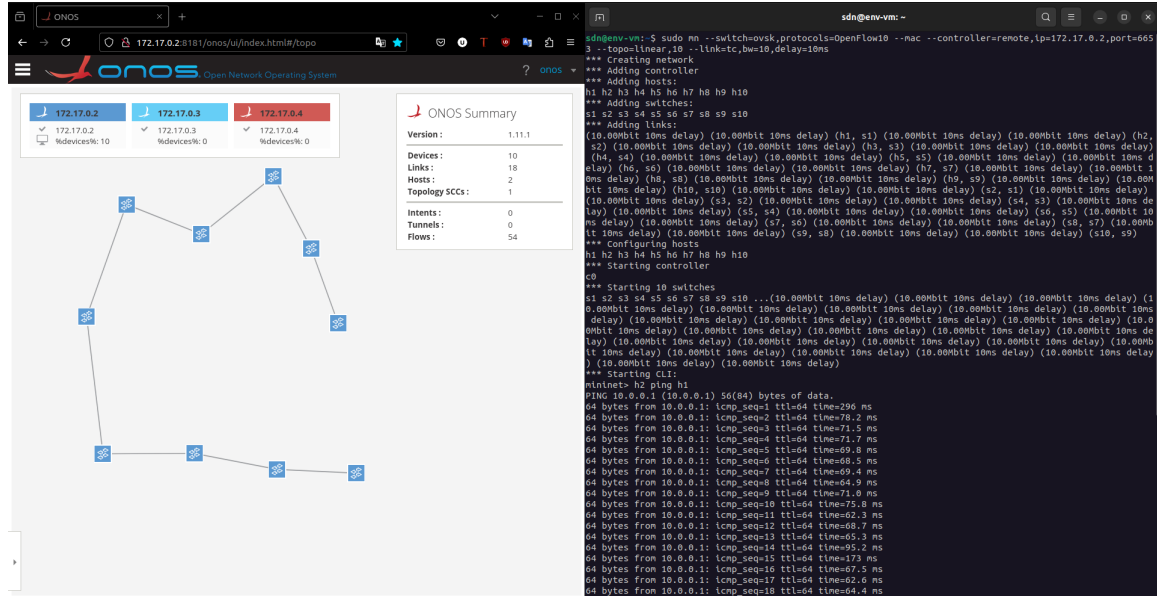 ONOS
172.17.0.2:8181/onos/ui/index.html#/topo
onos Open Network Operating System
? onos
172.17.0.2
172.17.0.2
%devices%: 10
172.17.0.3
172.17.0.3
%devices%: 0
172.17.0.4
172.17.0.4
%devices%: 0
ONOS Summary
Version : 1.11.1
Devices : 10
Links : 18
Hosts : 2
Topology SCCs : 1
Intents : 0
Tunnels : 0
Flows : 54
sdn@env-vm: ~
sdn@env-vm:~$ sudo mn --switch=ovsk,protocols=OpenFlow10 --mac --controller=remote,ip=172.17.0.2,port=665
3 --topo=linear,10 --link=tc,bw=10,delay=10ms
*** Creating network
*** Adding controller
*** Adding hosts:
h1 h2 h3 h4 h5 h6 h7 h8 h9 h10
*** Adding switches:
s1 s2 s3 s4 s5 s6 s7 s8 s9 s10
*** Adding links:
(10.00Mbit 10ms delay) (10.00Mbit 10ms delay) (h1, s1) (10.00Mbit 10ms delay) (10.00Mbit 10ms delay) (h2,
s2) (10.00Mbit 10ms delay) (10.00Mbit 10ms delay) (h3, s3) (10.00Mbit 10ms delay) (10.00Mbit 10ms delay)
(h4, s4) (10.00Mbit 10ms delay) (10.00Mbit 10ms delay) (h5, s5) (10.00Mbit 10ms delay) (10.00Mbit 10ms d
elay) (h6, s6) (10.00Mbit 10ms delay) (10.00Mbit 10ms delay) (h7, s7) (10.00Mbit 10ms delay) (10.00Mbit 1
0ms delay) (h8, s8) (10.00Mbit 10ms delay) (10.00Mbit 10ms delay) (h9, s9) (10.00Mbit 10ms delay) (10.00M
bit 10ms delay) (h10, s10) (10.00Mbit 10ms delay) (10.00Mbit 10ms delay) (s2, s1) (10.00Mbit 10ms delay)
(10.00Mbit 10ms delay) (s3, s2) (10.00Mbit 10ms delay) (10.00Mbit 10ms delay) (s4, s3) (10.00Mbit 10ms de
lay) (10.00Mbit 10ms delay) (s5, s4) (10.00Mbit 10ms delay) (10.00Mbit 10ms delay) (s6, s5) (10.00Mbit 10
ms delay) (10.00Mbit 10ms delay) (s7, s6) (10.00Mbit 10ms delay) (10.00Mbit 10ms delay) (s8, s7) (10.00Mb
it 10ms delay) (10.00Mbit 10ms delay) (s9, s8) (10.00Mbit 10ms delay) (10.00Mbit 10ms delay) (s10, s9)
*** Configuring hosts
h1 h2 h3 h4 h5 h6 h7 h8 h9 h10
*** Starting controller
c0
*** Starting 10 switches
s1 s2 s3 s4 s5 s6 s7 s8 s9 s10 ...(10.00Mbit 10ms delay) (10.00Mbit 10ms delay) (10.00Mbit 10ms delay) (1
0.00Mbit 10ms delay) (10.00Mbit 10ms delay) (10.00Mbit 10ms delay) (10.00Mbit 10ms delay) (10.00Mbit 10ms
delay) (10.00Mbit 10ms delay) (10.00Mbit 10ms delay) (10.00Mbit 10ms delay) (10.00Mbit 10ms delay) (10.0
0Mbit 10ms delay) (10.00Mbit 10ms delay) (10.00Mbit 10ms delay) (10.00Mbit 10ms delay) (10.00Mbit 10ms de
lay) (10.00Mbit 10ms delay) (10.00Mbit 10ms delay) (10.00Mbit 10ms delay) (10.00Mbit 10ms delay) (10.00Mb
it 10ms delay) (10.00Mbit 10ms delay) (10.00Mbit 10ms delay) (10.00Mbit 10ms delay) (10.00Mbit 10ms delay
) (10.00Mbit 10ms delay) (10.00Mbit 10ms delay)
*** Starting CLI:
mininet> h2 ping h1
PING 10.0.0.1 (10.0.0.1) 56(84) bytes of data.
64 bytes from 10.0.0.1: icmp_seq=1 ttl=64 time=296 ms
64 bytes from 10.0.0.1: icmp_seq=2 ttl=64 time=78.2 ms
64 bytes from 10.0.0.1: icmp_seq=3 ttl=64 time=71.5 ms
64 bytes from 10.0.0.1: icmp_seq=4 ttl=64 time=71.7 ms
64 bytes from 10.0.0.1: icmp_seq=5 ttl=64 time=69.8 ms
64 bytes from 10.0.0.1: icmp_seq=6 ttl=64 time=68.5 ms
64 bytes from 10.0.0.1: icmp_seq=7 ttl=64 time=69.4 ms
64 bytes from 10.0.0.1: icmp_seq=8 ttl=64 time=64.9 ms
64 bytes from 10.0.0.1: icmp_seq=9 ttl=64 time=71.0 ms
64 bytes from 10.0.0.1: icmp_seq=10 ttl=64 time=75.8 ms
64 bytes from 10.0.0.1: icmp_seq=11 ttl=64 time=62.3 ms
64 bytes from 10.0.0.1: icmp_seq=12 ttl=64 time=68.7 ms
64 bytes from 10.0.0.1: icmp_seq=13 ttl=64 time=65.3 ms
64 bytes from 10.0.0.1: icmp_seq=14 ttl=64 time=95.2 ms
64 bytes from 10.0.0.1: icmp_seq=15 ttl=64 time=173 ms
64 bytes from 10.0.0.1: icmp_seq=16 ttl=64 time=67.5 ms
64 bytes from 10.0.0.1: icmp_seq=17 ttl=64 time=62.6 ms
64 bytes from 10.0.0.1: icmp_seq=18 ttl=64 time=64.4 ms